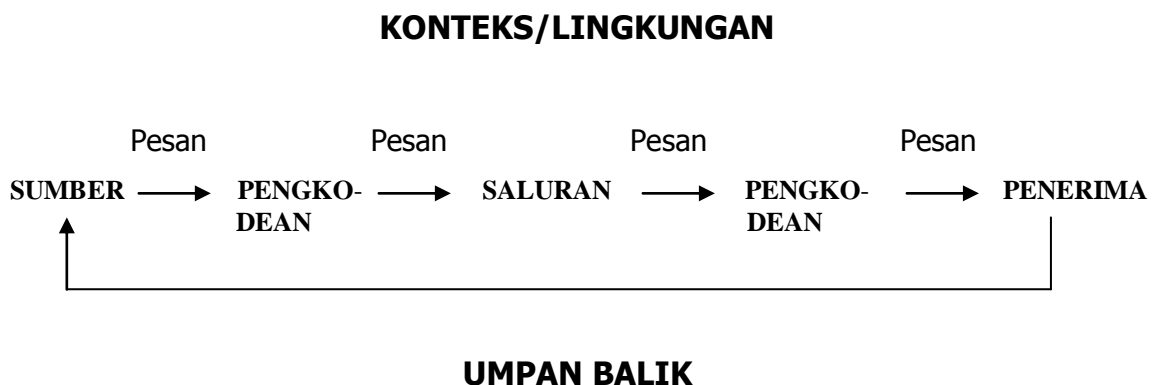 KONTEKS/LINGKUNGAN
Pesan Pesan Pesan Pesan
SUMBER PENGKO- SALURAN PENGKO- PENERIMA
DEAN DEAN
UMPAN BALIK